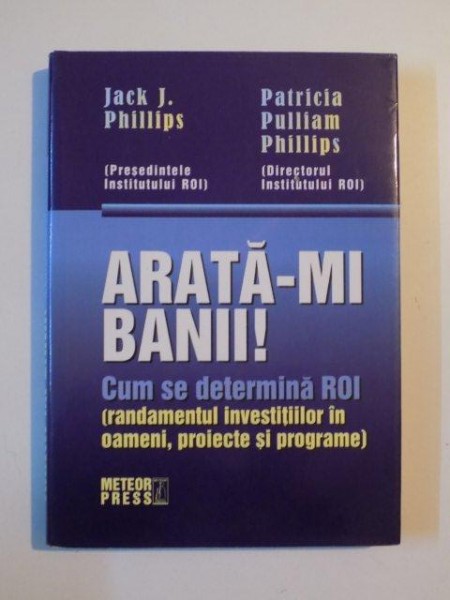 Jack J.
Phillips
(Președintele
Institutului ROI)
Patricia
Pulliam
Phillips
(Directorul
Institutului ROI)
ARATĂ-MI
BANII!
Cum se determină ROI
(randamentul investițiilor în
oameni, proiecte și programe)
METEOR
PRESS